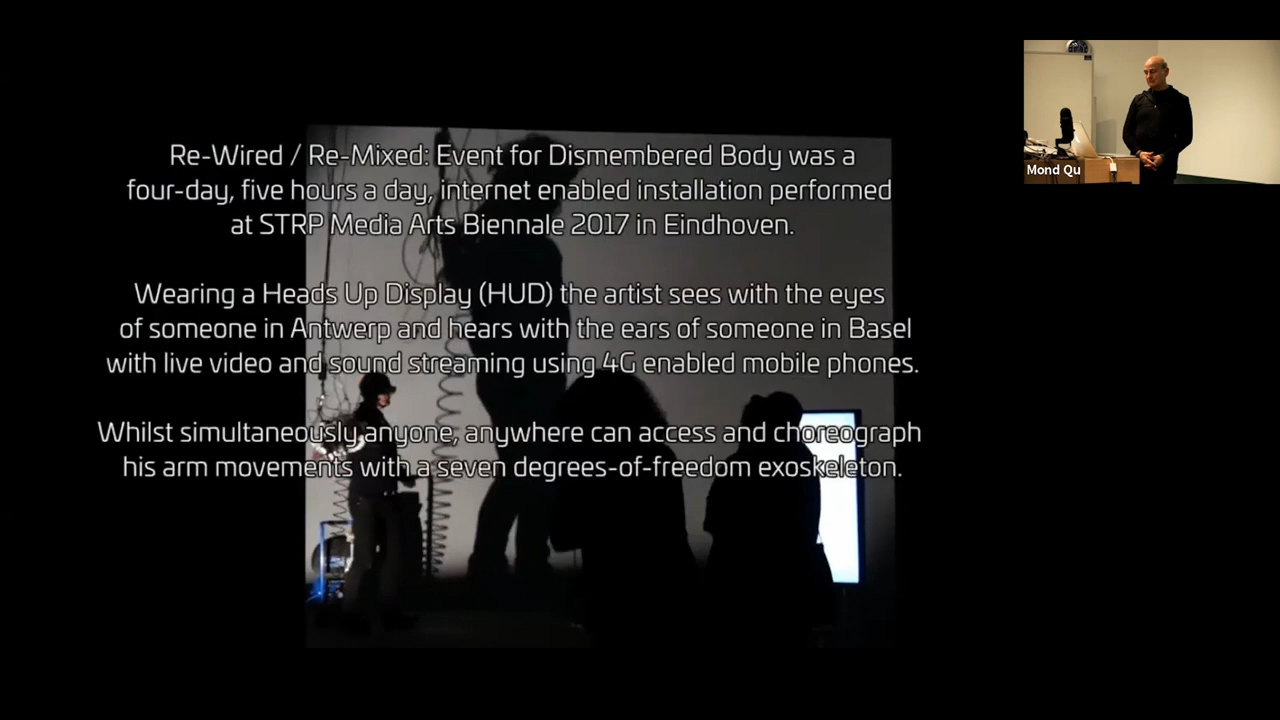 Re-Wired / Re-Mixed: Event for Dismembered Body was a
four-day, five hours a day, internet enabled installation performed
at STRP Media Arts Biennale 2017 in Eindhoven.
Wearing a Heads Up Display (HUD) the artist sees with the eyes
of someone in Antwerp and hears with the ears of someone in Basel
with live video and sound streaming using 4G enabled mobile phones.
Whilst simultaneously anyone, anywhere can access and choreograph
his arm movements with a seven degrees-of-freedom exoskeleton.
Mond Qu